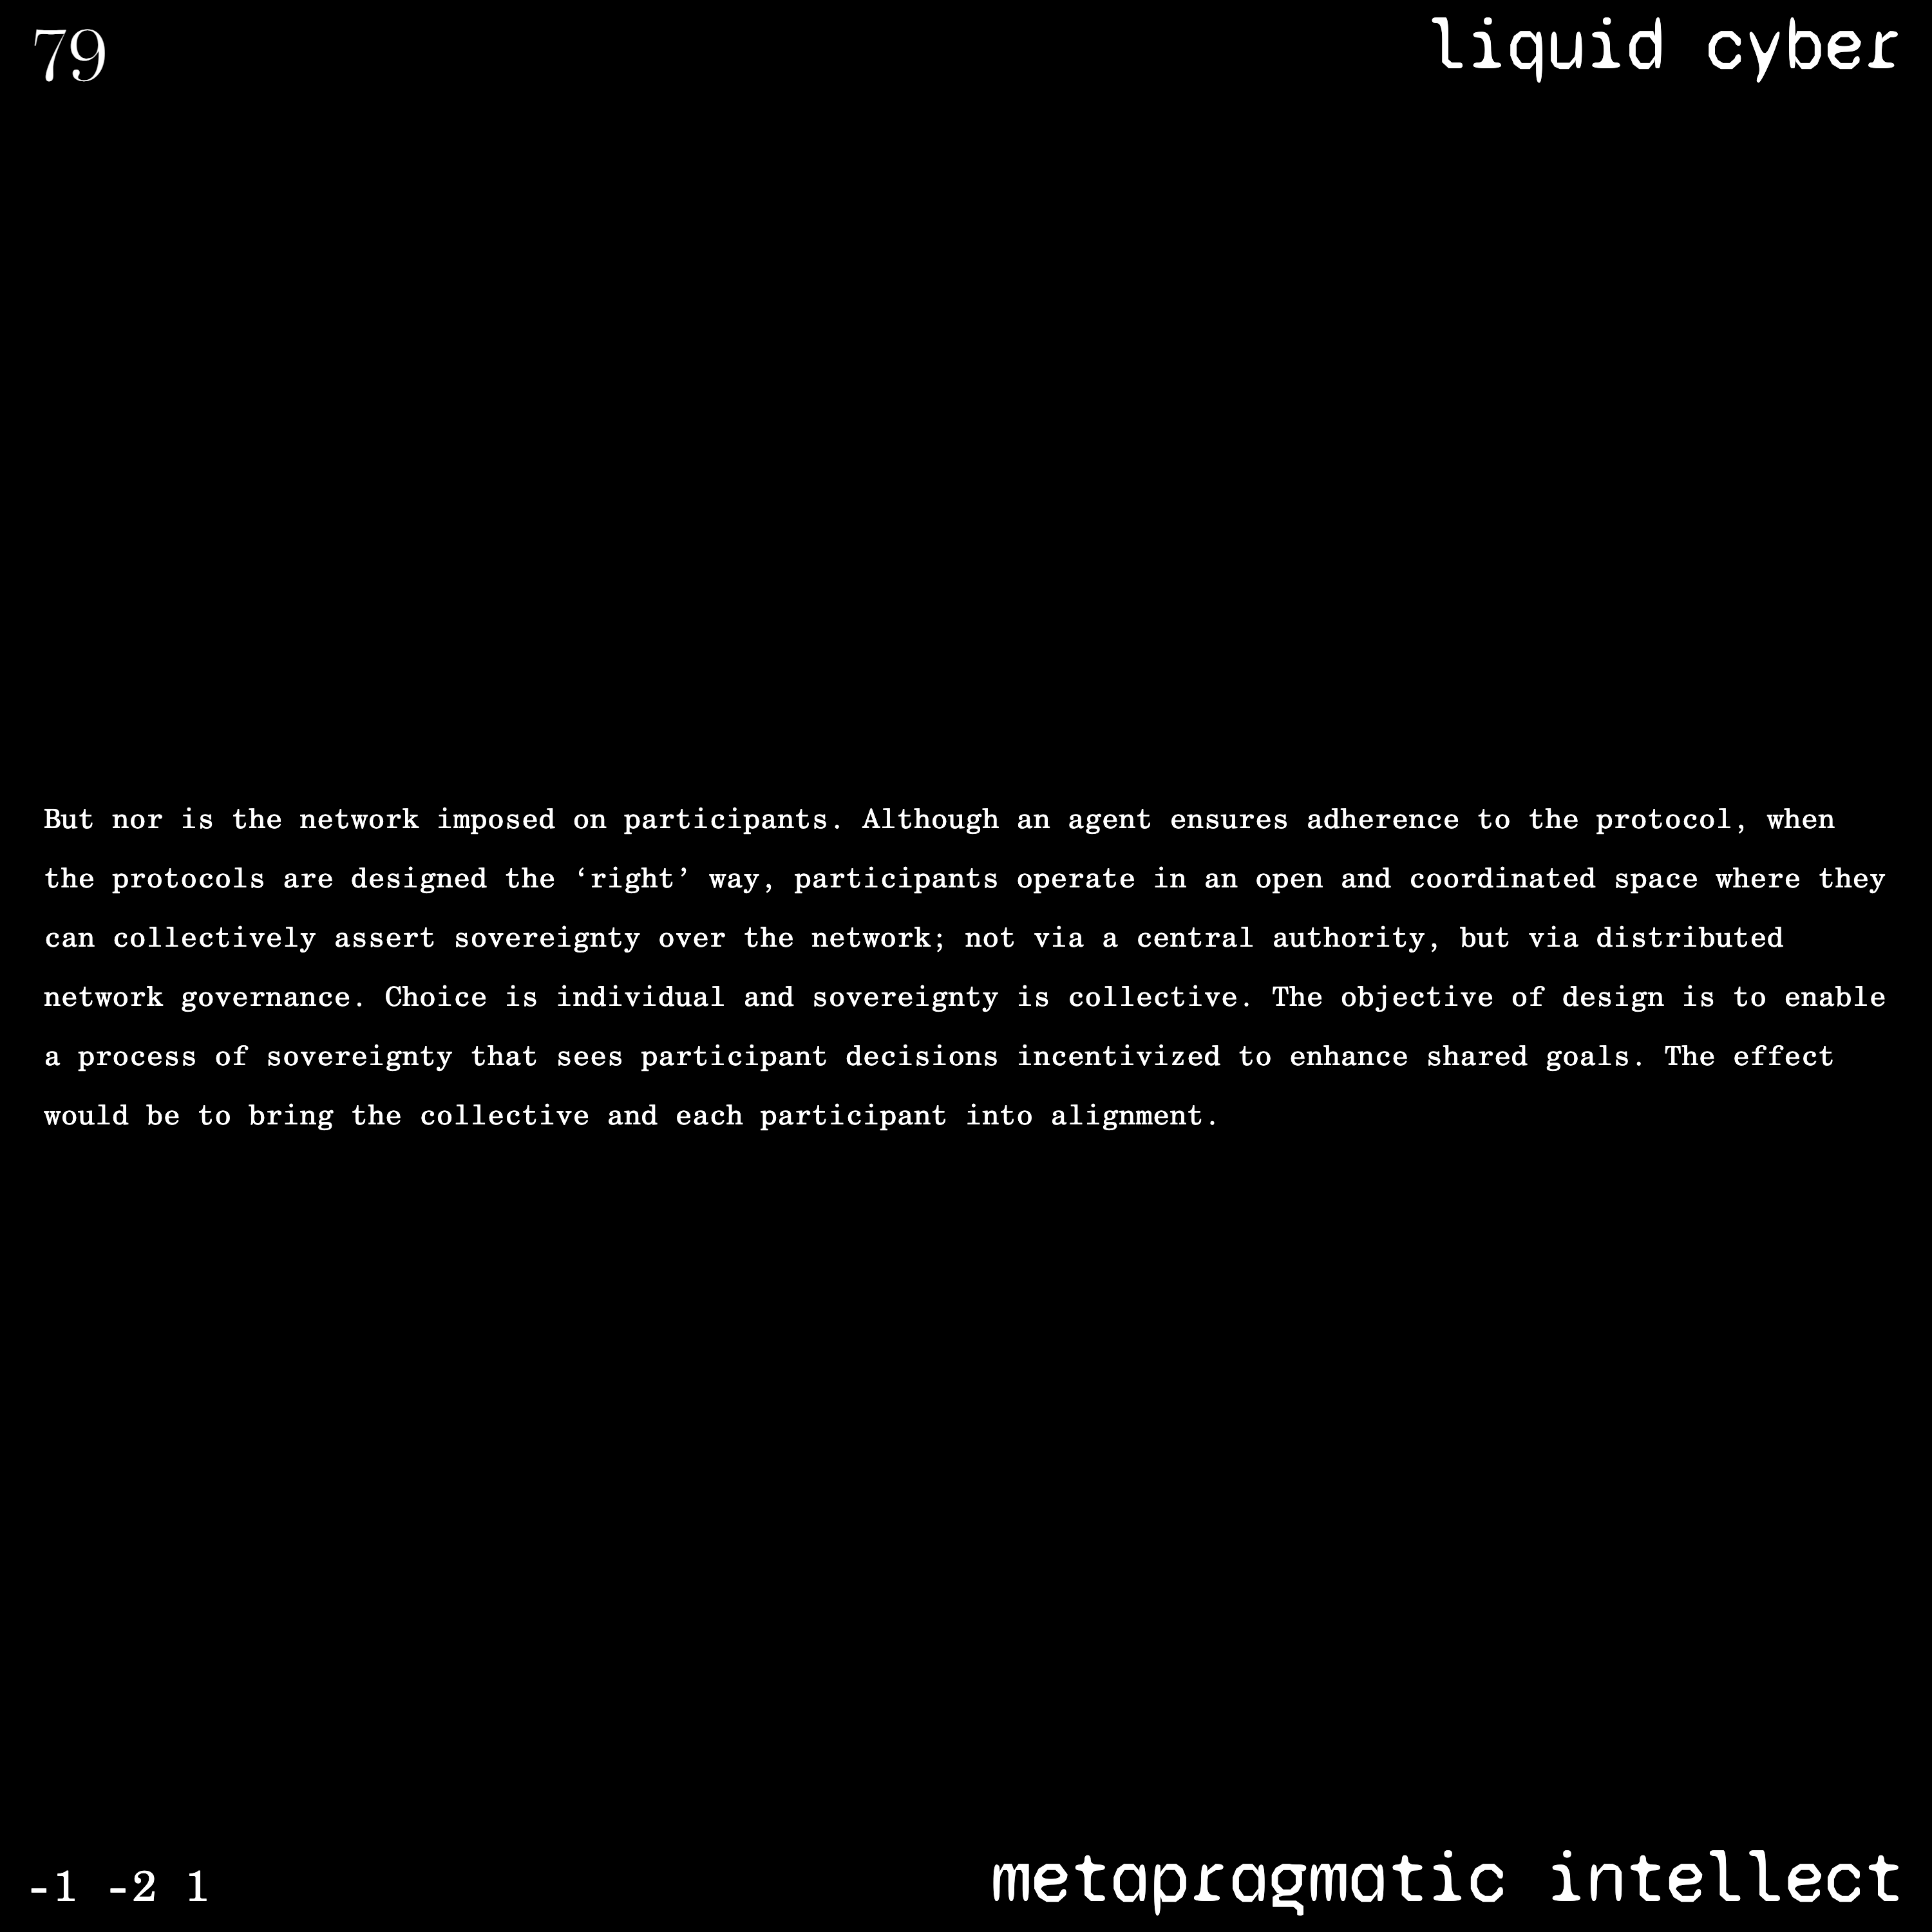 79
liquid cyber
But nor is the network imposed on participants. Although an agent ensures adherence to the protocol, when
the protocols are designed the ‘right’ way, participants operate in an open and coordinated space where they
can collectively assert sovereignty over the network; not via a central authority, but via distributed
network governance. Choice is individual and sovereignty is collective. The objective of design is to enable
a process of sovereignty that sees participant decisions incentivized to enhance shared goals. The effect
would be to bring the collective and each participant into alignment.
-1 -2 1
metapragmatic intellect